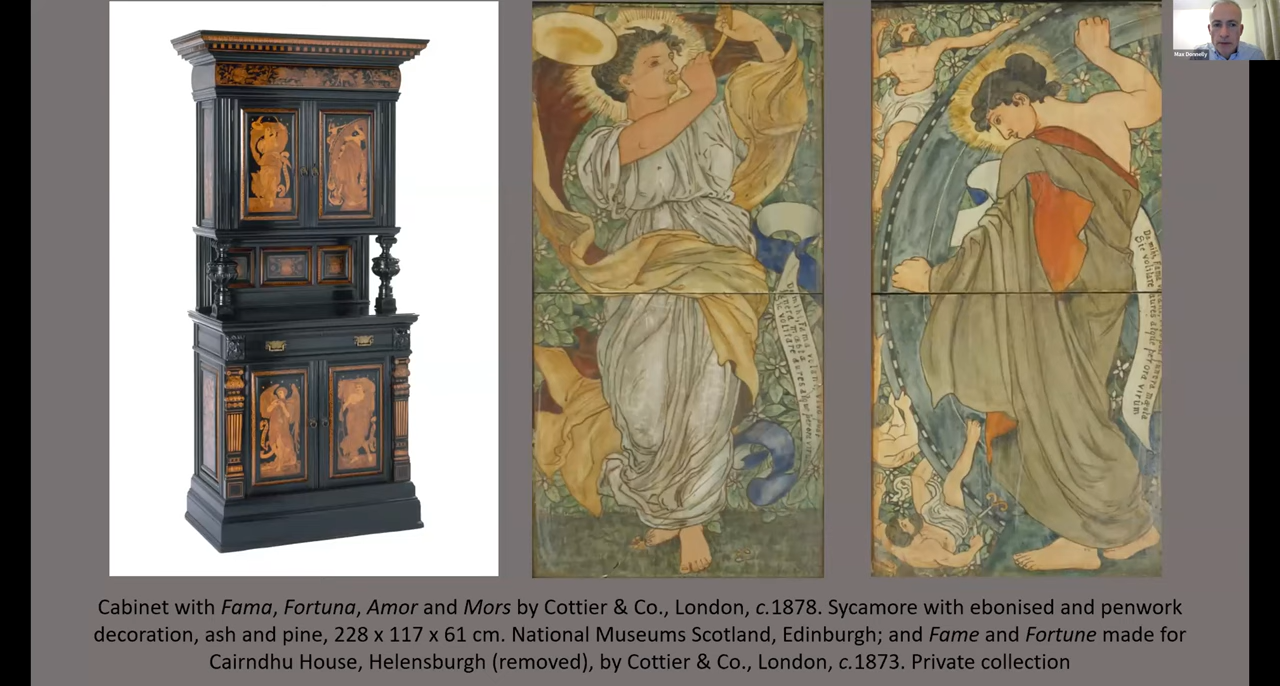 Max Donnelly
Cabinet with Fama, Fortuna, Amor and Mors by Cottier & Co., London, c.1878. Sycamore with ebonised and penwork
decoration, ash and pine, 228 x 117 x 61 cm. National Museums Scotland, Edinburgh; and Fame and Fortune made for
Cairndhu House, Helensburgh (removed), by Cottier & Co., London, c.1873. Private collection